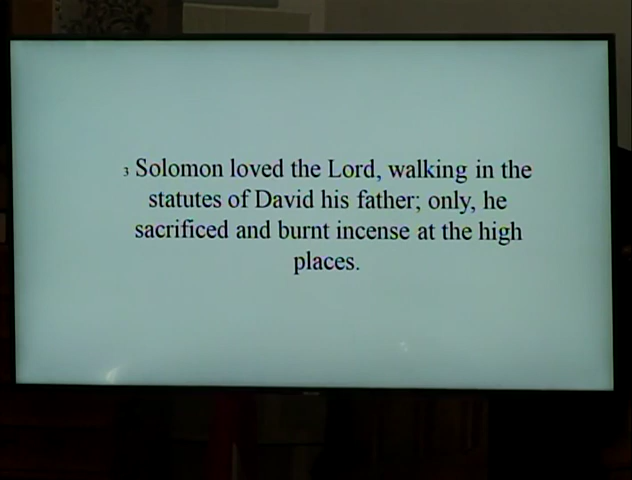 3 Solomon loved the Lord, walking in the
statutes of David his father; only, he
sacrificed and burnt incense at the high
places.